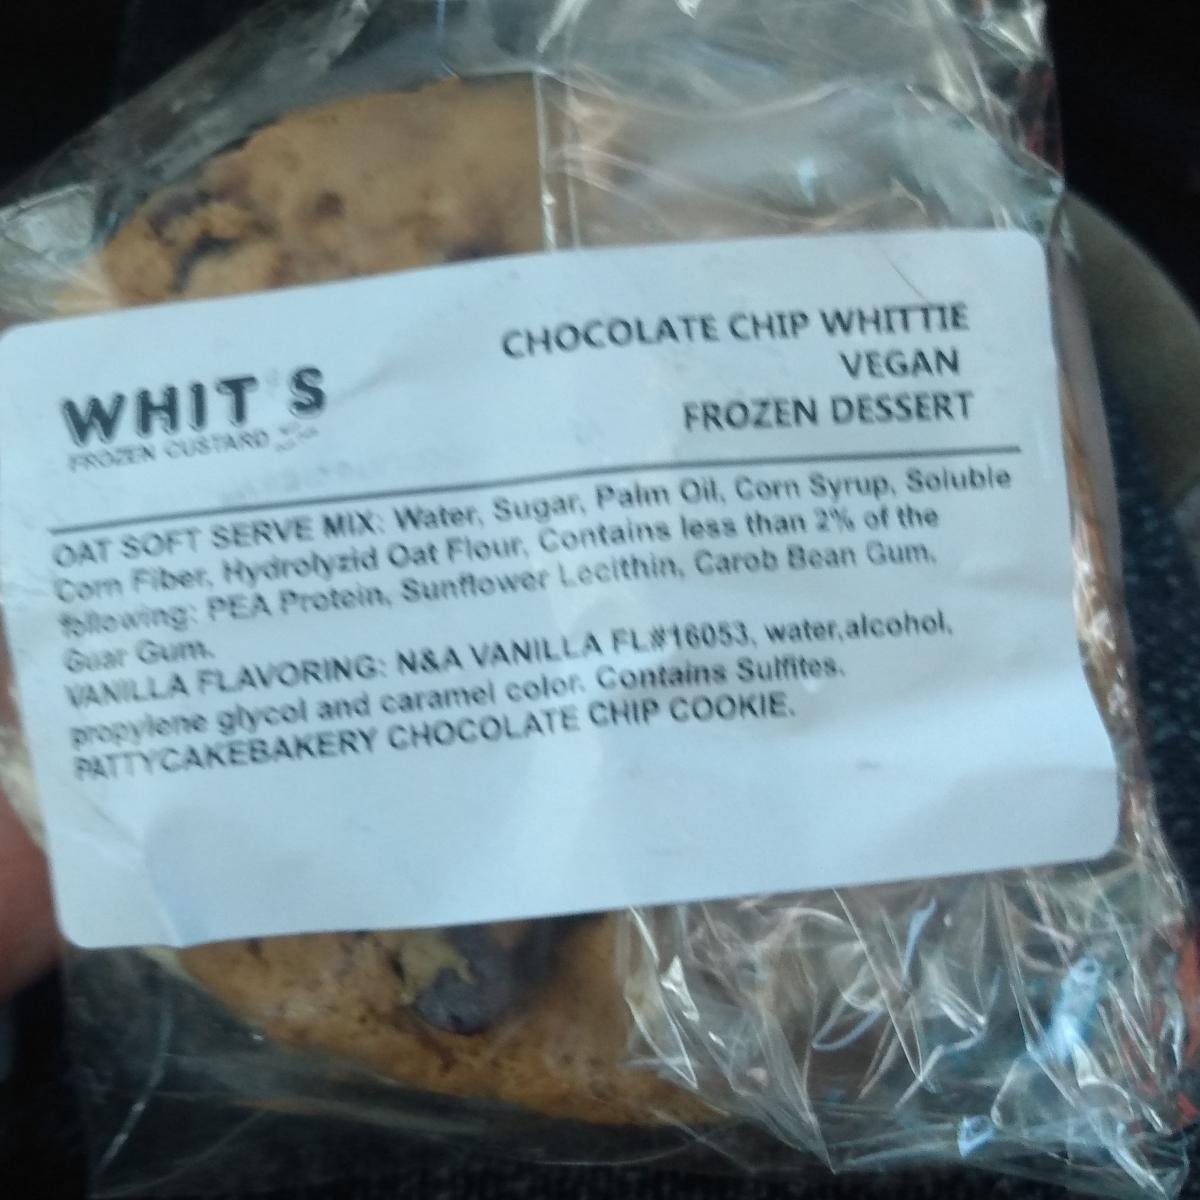 WHIT'S
FROZEN CUSTARD
CHOCOLATE CHIP WHITTIE
VEGAN
FROZEN DESSERT
OAT SOFT SERVE MIX: Water, Sugar, Palm Oil, Corn Syrup, Soluble
Corn Fiber, Hydrolyzid Oat Flour, Contains less than 2% of the
following: PEA Protein, Sunflower Lecithin, Carob Bean Gum,
Guar Gum.
VANILLA FLAVORING: N&A VANILLA FL#16053, water,alcohol,
propylene glycol and caramel color. Contains Sulfites.
PATTYCAKEBAKERY CHOCOLATE CHIP COOKIE.